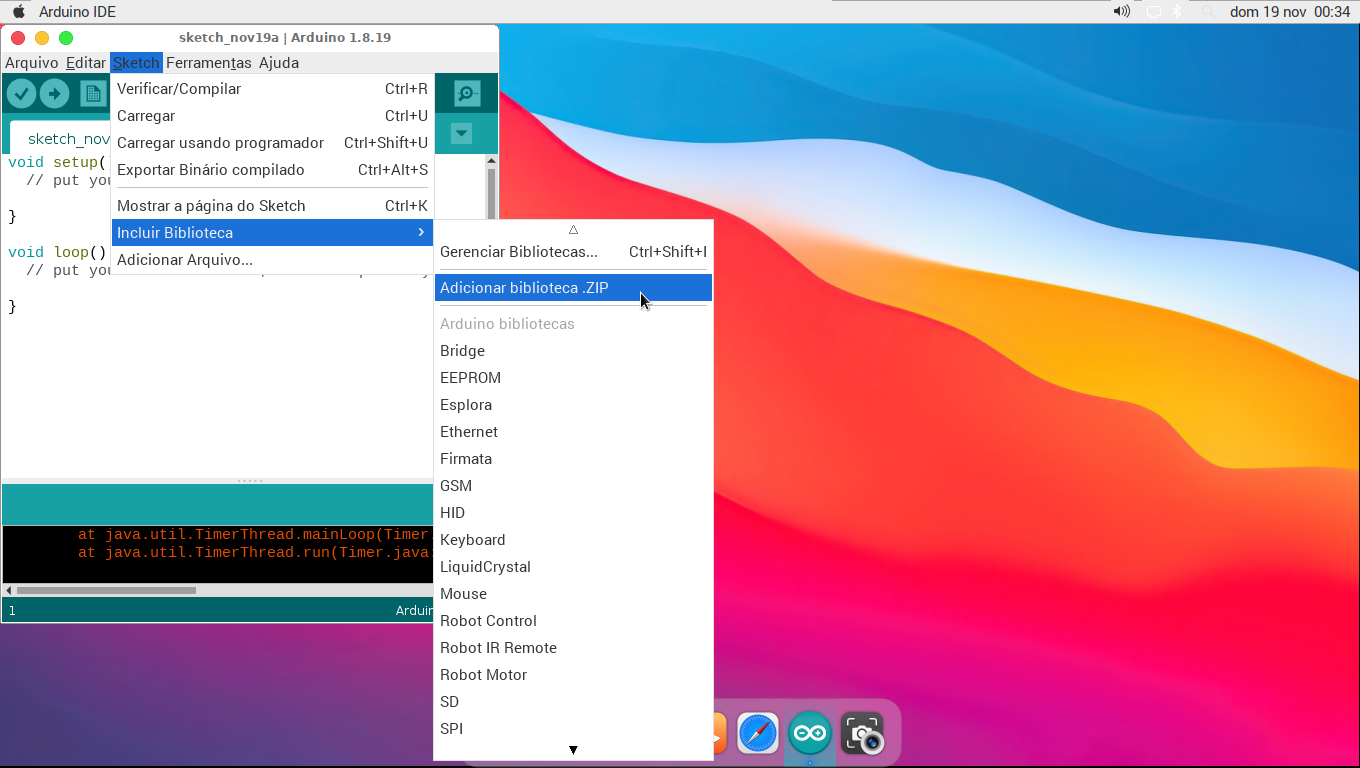 Arduino IDE
dom 19 nov 00:34
sketch_nov19a | Arduino 1.8.19
Arquivo Editar Sketch Ferramentas Ajuda
Verificar/Compilar Ctrl+R
Carregar Ctrl+U
Carregar usando programador Ctrl+Shift+U
Exportar Binário compilado Ctrl+Alt+S
Mostrar a página do Sketch Ctrl+K
Incluir Biblioteca
Adicionar Arquivo...
sketch_nov
void setup(
// put you
}
void loop()
// put you
}
Gerenciar Bibliotecas... Ctrl+Shift+I
Adicionar biblioteca .ZIP
Arduino bibliotecas
Bridge
EEPROM
Esplora
Ethernet
Firmata
GSM
HID
Keyboard
LiquidCrystal
Mouse
Robot Control
Robot IR Remote
Robot Motor
SD
SPI
at java.util.TimerThread.mainLoop(Timer.
at java.util.TimerThread.run(Timer.java:
1
Arduin